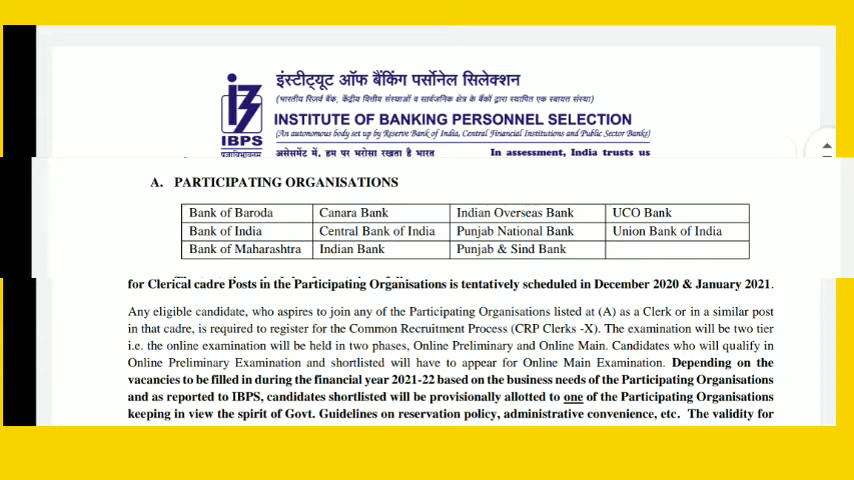 इंस्टीट्यूट ऑफ बैंकिंग पर्सोनेल सिलेक्शन
(भारतीय रिजर्व बैंक, केंद्रीय वित्तीय संस्थाओं व सार्वजनिक क्षेत्र के बैंकों द्वारा स्थापित एक स्वायत्त संस्था)
INSTITUTE OF BANKING PERSONNEL SELECTION
(An autonomous body set up by Reserve Bank of India, Central Financial Institutions and Public Sector Banks)
IBPS
असेसमेंट में, हम पर भरोसा रखता है भारत In assessment, India trusts us
A. PARTICIPATING ORGANISATIONS
Bank of Baroda Canara Bank Indian Overseas Bank UCO Bank
Bank of India Central Bank of India Punjab National Bank Union Bank of India
Bank of Maharashtra Indian Bank Punjab & Sind Bank
for Clerical cadre Posts in the Participating Organisations is tentatively scheduled in December 2020 & January 2021.
Any eligible candidate, who aspires to join any of the Participating Organisations listed at (A) as a Clerk or in a similar post
in that cadre, is required to register for the Common Recruitment Process (CRP Clerks -X). The examination will be two tier
i.e. the online examination will be held in two phases, Online Preliminary and Online Main. Candidates who will qualify in
Online Preliminary Examination and shortlisted will have to appear for Online Main Examination. Depending on the
vacancies to be filled in during the financial year 2021-22 based on the business needs of the Participating Organisations
and as reported to IBPS, candidates shortlisted will be provisionally allotted to one of the Participating Organisations
keeping in view the spirit of Govt. Guidelines on reservation policy, administrative convenience, etc. The validity for